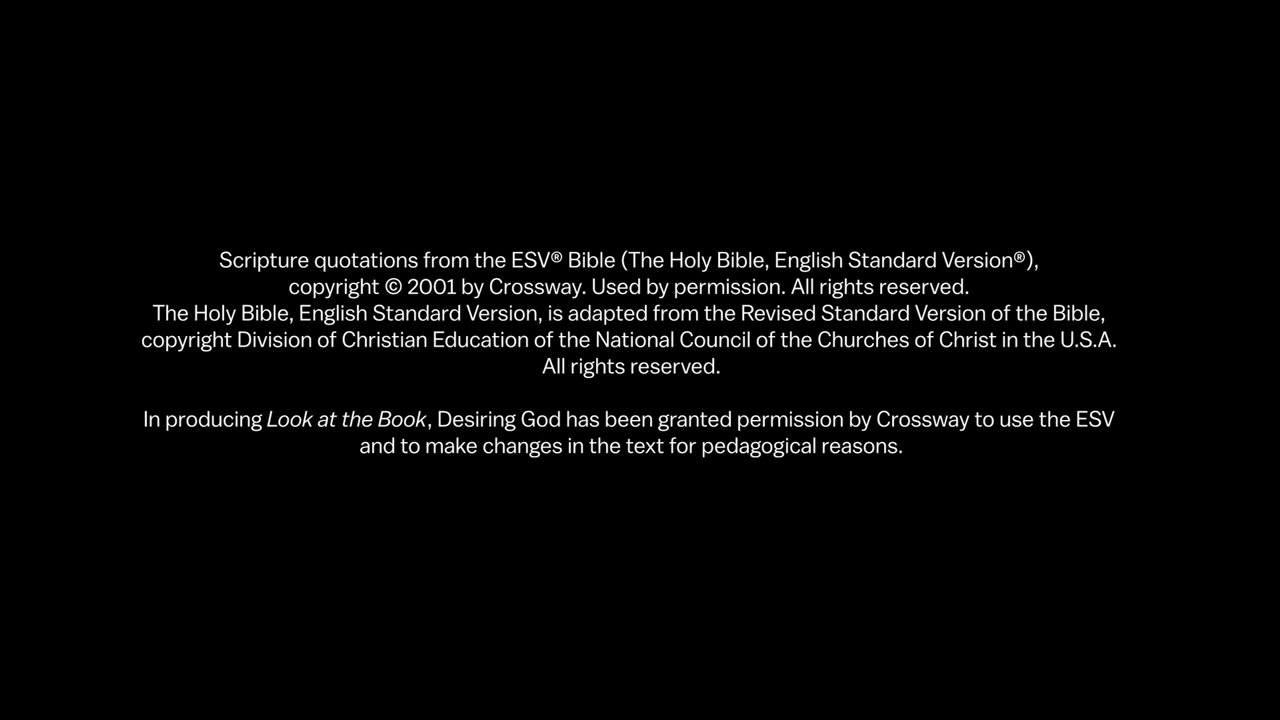 Scripture quotations from the ESV® Bible (The Holy Bible, English Standard Version®),
copyright © 2001 by Crossway. Used by permission. All rights reserved.
The Holy Bible, English Standard Version, is adapted from the Revised Standard Version of the Bible,
copyright Division of Christian Education of the National Council of the Churches of Christ in the U.S.A.
All rights reserved.
In producing Look at the Book, Desiring God has been granted permission by Crossway to use the ESV
and to make changes in the text for pedagogical reasons.